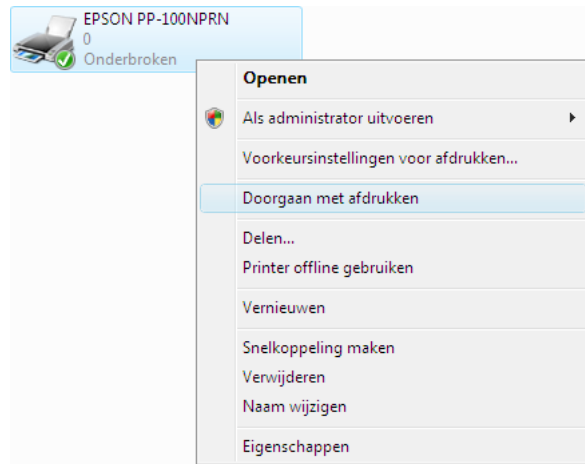 EPSON PP-100NPRN
0
Onderbroken
Openen
Als administrator uitvoeren
Voorkeursinstellingen voor afdrukken...
Doorgaan met afdrukken
Delen...
Printer offline gebruiken
Vernieuwen
Snelkoppeling maken
Verwijderen
Naam wijzigen
Eigenschappen